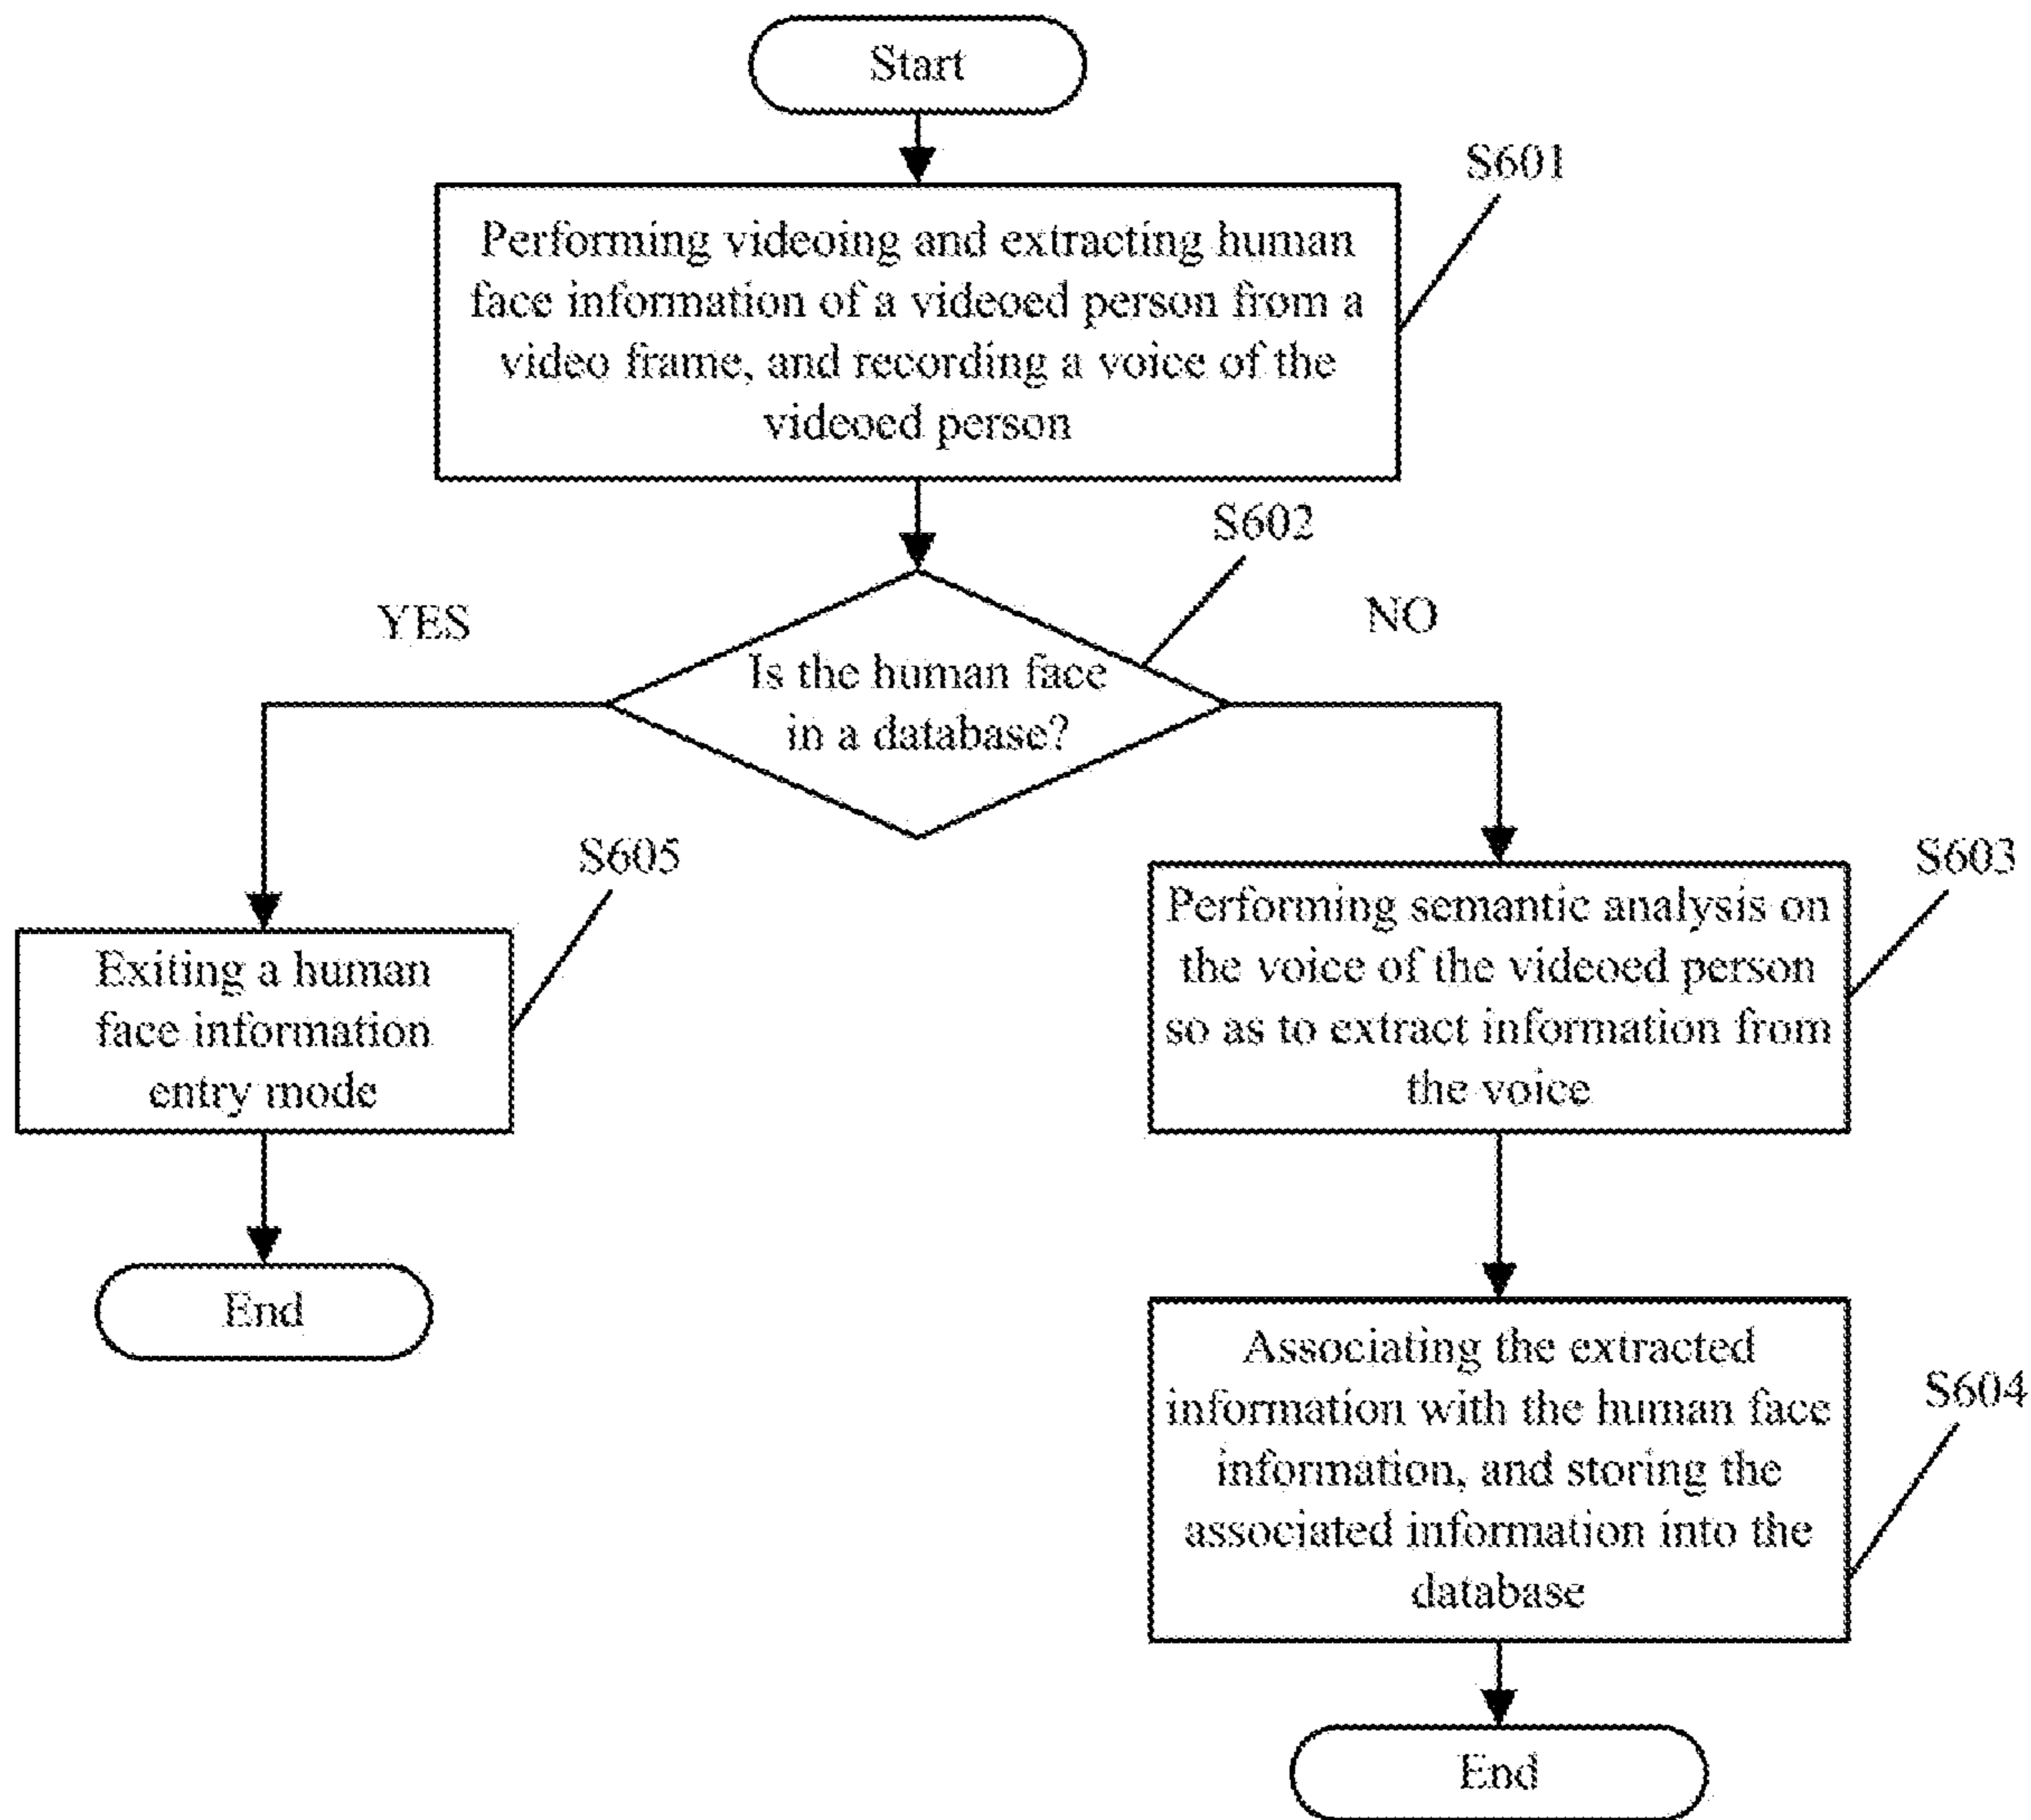 Start
S601
Performing videoing and extracting human
face information of a videoed person from a
video frame, and recording a voice of the
videoed person
S602
YES
NO
Is the human face
in a database?
S605
Exiting a human
face information
entry mode
End
S603
Performing semantic analysis on
the voice of the videoed person
so as to extract information from
the voice
S604
Associating the extracted
information with the human face
information, and storing the
associated information into the
database
End